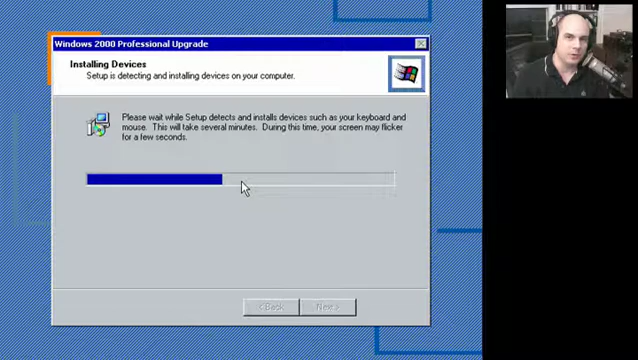 Windows 2000 Professional Upgrade
Installing Devices
Setup is detecting and installing devices on your computer.
Please wait while Setup detects and installs devices such as your keyboard and
mouse. This will take several minutes. During this time, your screen may flicker
for a few seconds.
< Back
Next >